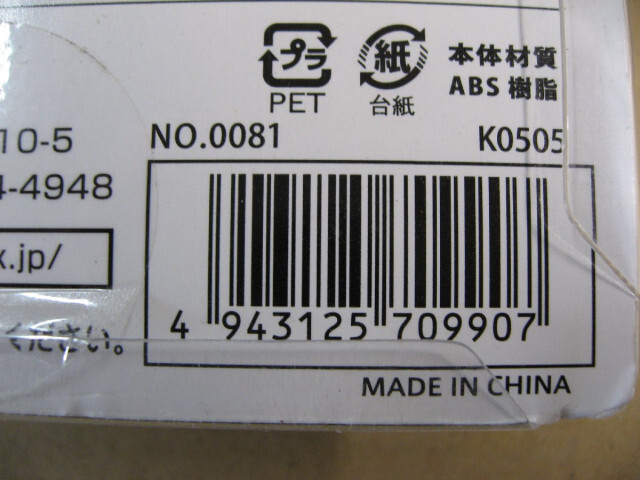 プラ 紙 本体材質
PET 台紙 ABS 樹脂
10-5 NO.0081 K0505
4-4948
x.jp/
ください。
4 943125 709907
MADE IN CHINA